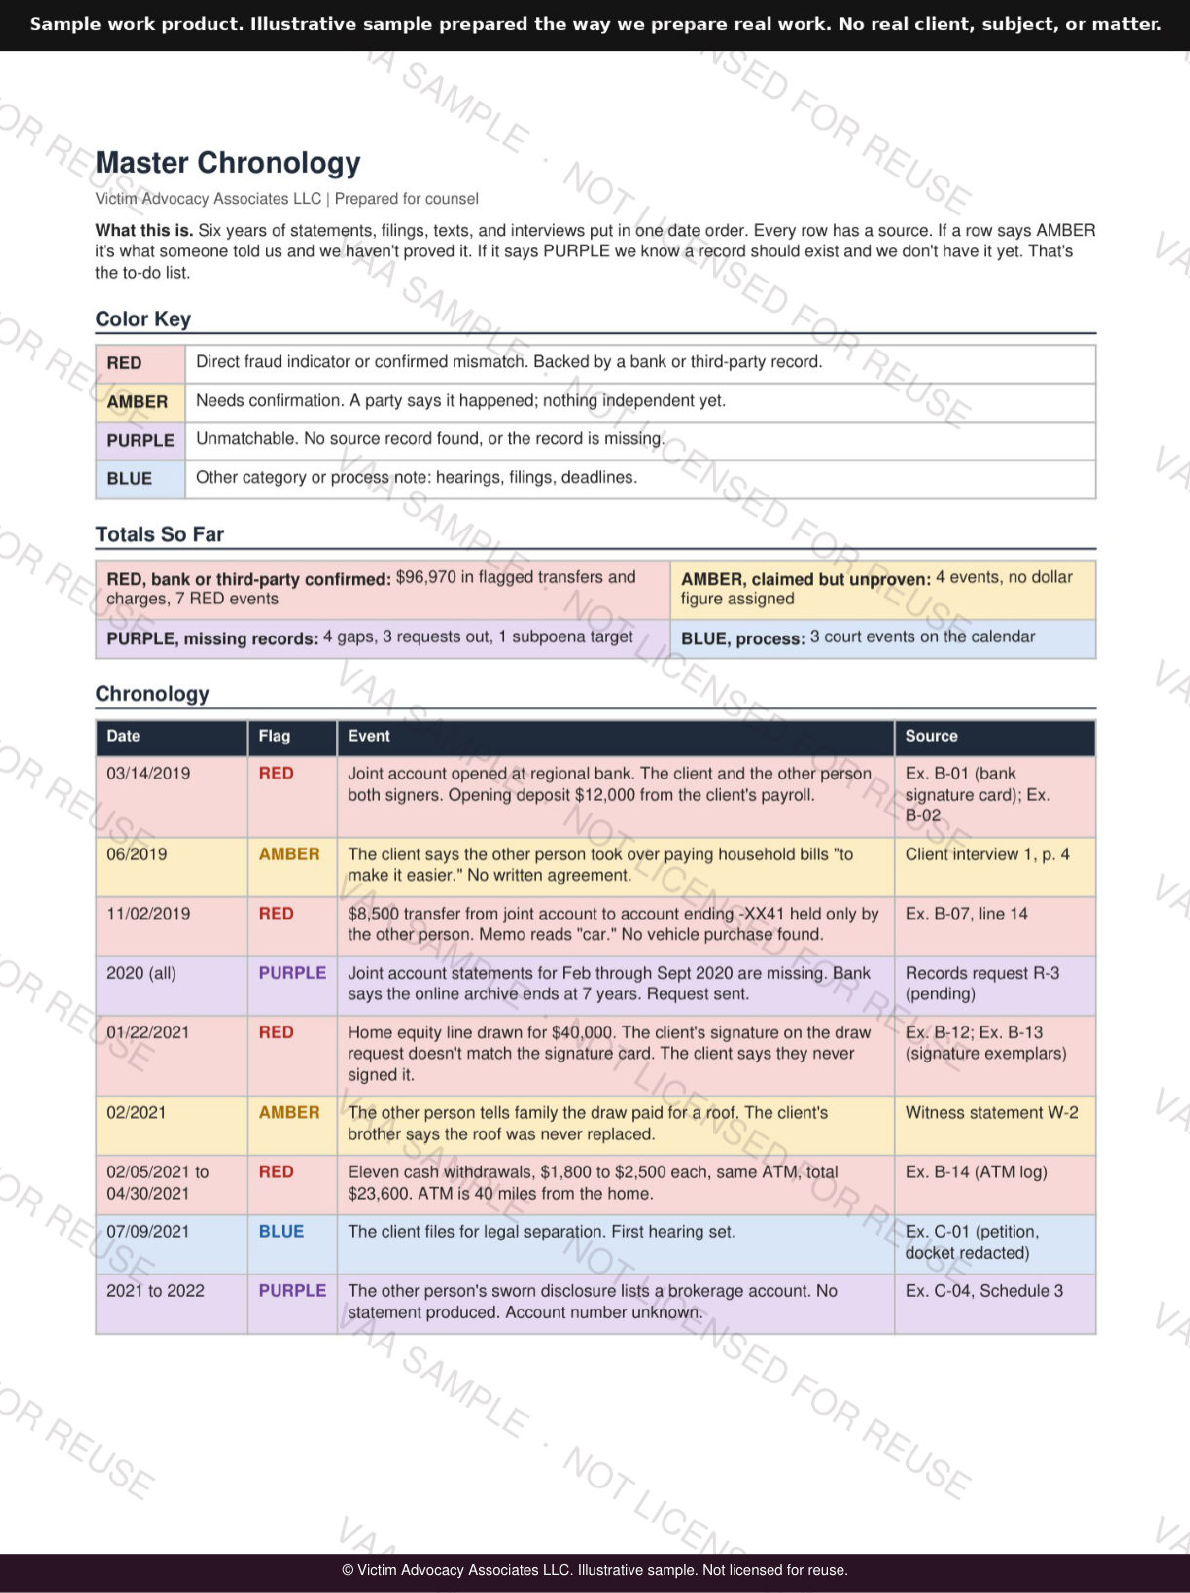 Sample work product. Illustrative sample prepared the way we prepare real work. No real client, subject, or matter.
Master Chronology
Victim Advocacy Associates LLC | Prepared for counsel
What this is. Six years of statements, filings, texts, and interviews put in one date order. Every row has a source. If a row says AMBER
it's what someone told us and we haven't proved it. If it says PURPLE we know a record should exist and we don't have it yet. That's
the to-do list.
Color Key
RED Direct fraud indicator or confirmed mismatch. Backed by a bank or third-party record.
AMBER Needs confirmation. A party says it happened; nothing independent yet.
PURPLE Unmatchable. No source record found, or the record is missing.
BLUE Other category or process note: hearings, filings, deadlines.
Totals So Far
RED, bank or third-party confirmed: $96,970 in flagged transfers and
charges, 7 RED events
AMBER, claimed but unproven: 4 events, no dollar
figure assigned
PURPLE, missing records: 4 gaps, 3 requests out, 1 subpoena target
BLUE, process: 3 court events on the calendar
Chronology
Date Flag Event Source
03/14/2019 RED Joint account opened at regional bank. The client and the other person Ex. B-01 (bank
both signers. Opening deposit $12,000 from the client's payroll. signature card); Ex.
B-02
06/2019 AMBER The client says the other person took over paying household bills "to Client interview 1, p. 4
make it easier." No written agreement.
11/02/2019 RED $8,500 transfer from joint account to account ending -XX41 held only by Ex. B-07, line 14
the other person. Memo reads "car." No vehicle purchase found.
2020 (all) PURPLE Joint account statements for Feb through Sept 2020 are missing. Bank Records request R-3
says the online archive ends at 7 years. Request sent. (pending)
01/22/2021 RED Home equity line drawn for $40,000. The client's signature on the draw Ex. B-12; Ex. B-13
request doesn't match the signature card. The client says they never (signature exemplars)
signed it.
02/2021 AMBER The other person tells family the draw paid for a roof. The client's Witness statement W-2
brother says the roof was never replaced.
02/05/2021 to RED Eleven cash withdrawals, $1,800 to $2,500 each, same ATM, total Ex. B-14 (ATM log)
04/30/2021 $23,600. ATM is 40 miles from the home.
07/09/2021 BLUE The client files for legal separation. First hearing set. Ex. C-01 (petition,
docket redacted)
2021 to 2022 PURPLE The other person's sworn disclosure lists a brokerage account. No Ex. C-04, Schedule 3
statement produced. Account number unknown.
VAA SAMPLE · NOT LICENSED FOR REUSE
© Victim Advocacy Associates LLC. Illustrative sample. Not licensed for reuse.